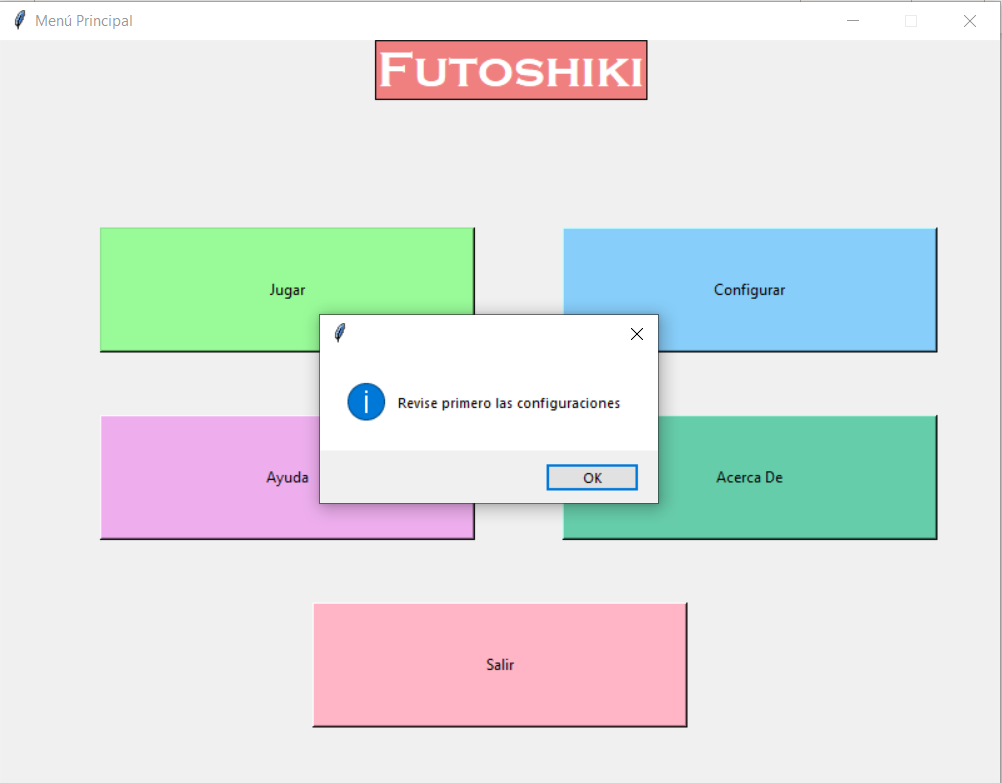 Menú Principal
FUTOSHIKI
Jugar
Configurar
Revise primero las configuraciones
OK
Ayuda
Acerca De
Salir